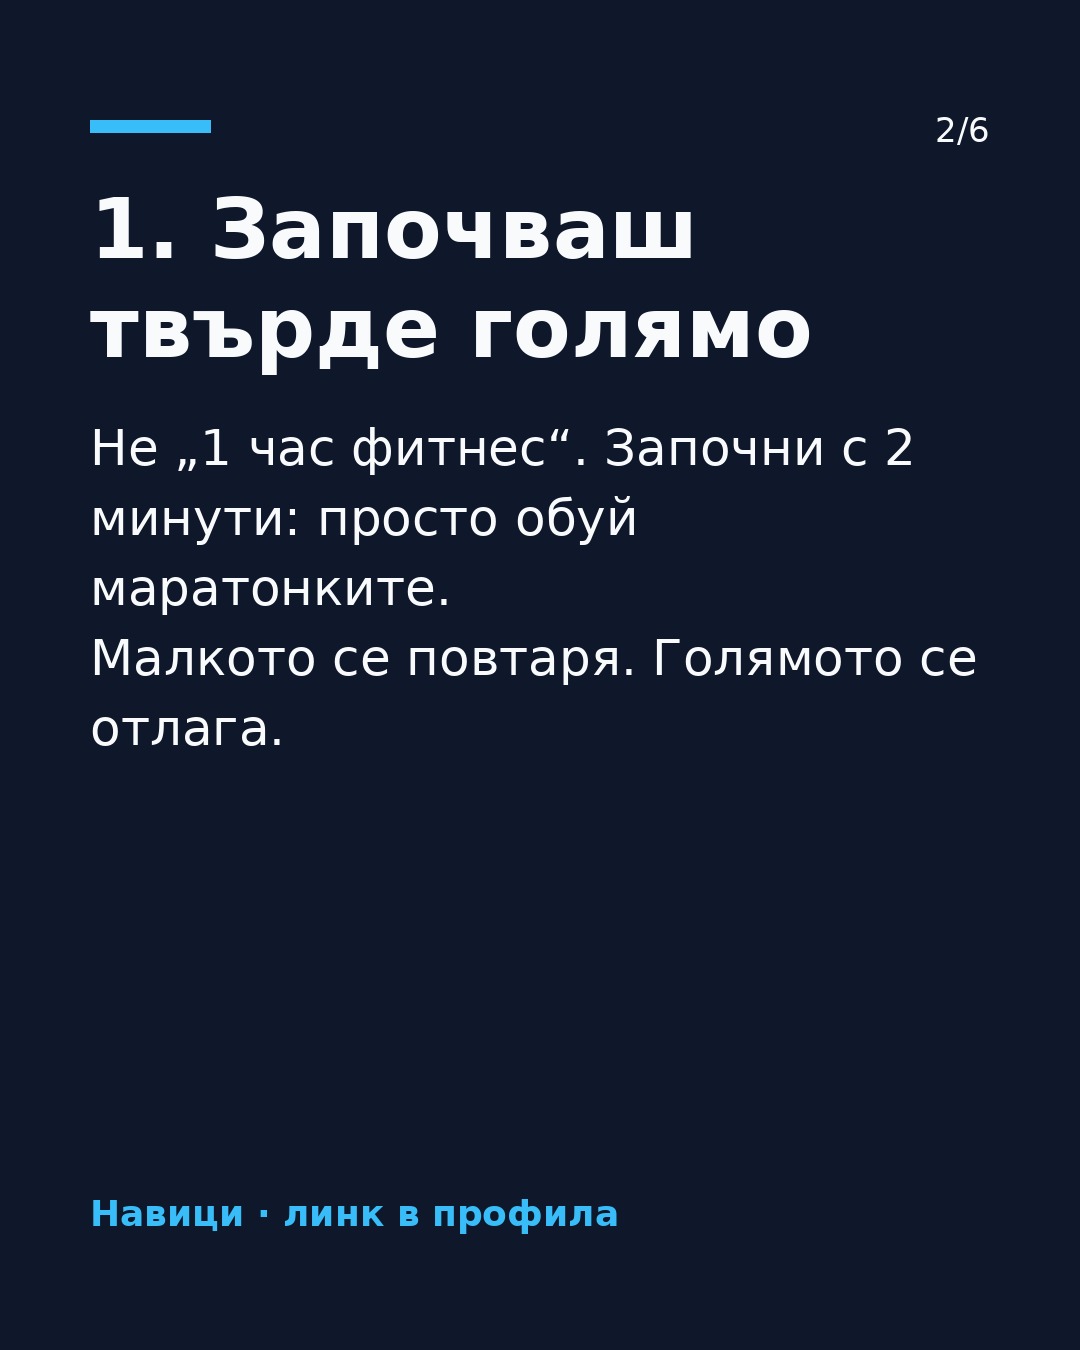 2/6
1. Започваш
твърде голямо
Не „1 час фитнес“. Започни с 2
минути: просто обуй
маратонките.
Малкото се повтаря. Голямото се
отлага.
Навици · линк в профила